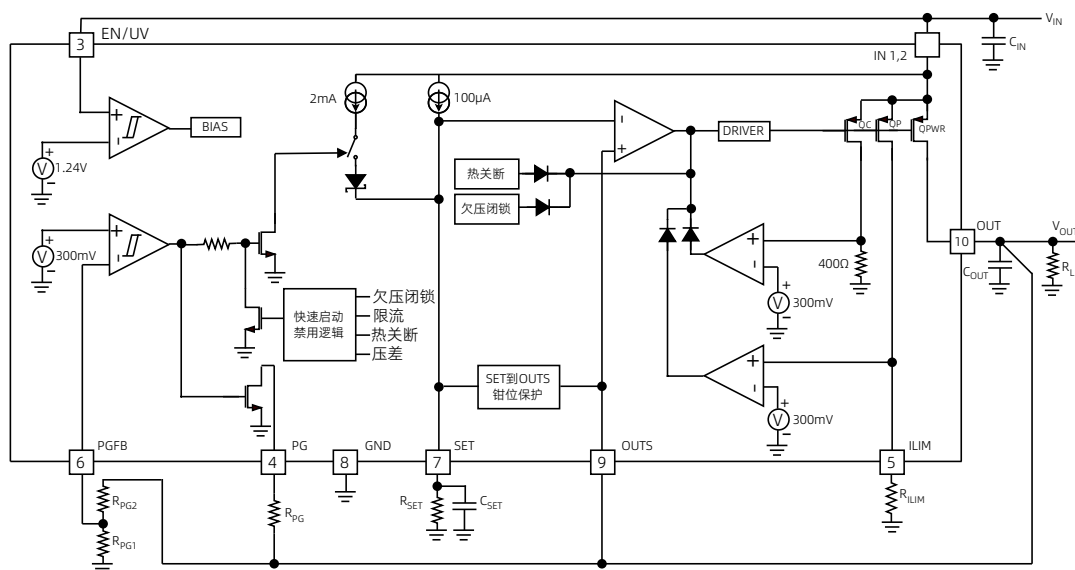 V_IN
3
EN/UV
IN 1,2
C_IN
2mA
100μA
+
-
BIAS
+
V
-
1.24V
-
+
DRIVER
QC
QP
QPWR
热关断
欠压闭锁
10
OUT
V_OUT
+
V
-
300mV
+
-
+
-
400Ω
+
V
-
300mV
C_OUT
R_L
快速启动
禁用逻辑
欠压闭锁
限流
热关断
压差
+
-
SET到OUTS
钳位保护
+
V
-
300mV
PGFB
6
PG
4
GND
8
SET
7
OUTS
9
ILIM
5
R_PG2
R_PG1
R_PG
R_SET
C_SET
R_ILIM